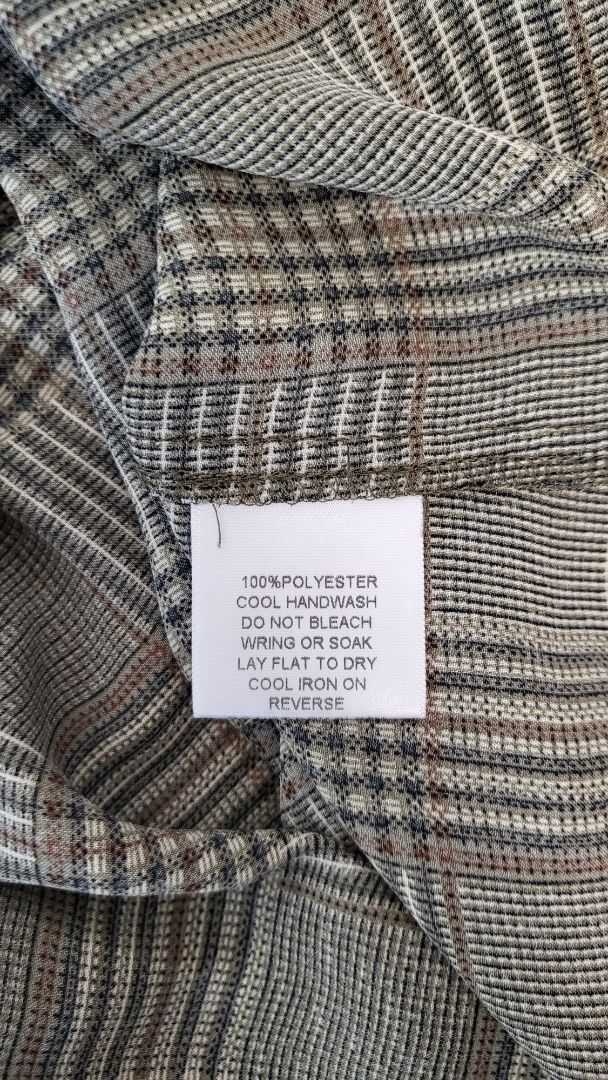 100%POLYESTER
COOL HANDWASH
DO NOT BLEACH
WRING OR SOAK
LAY FLAT TO DRY
COOL IRON ON
REVERSE